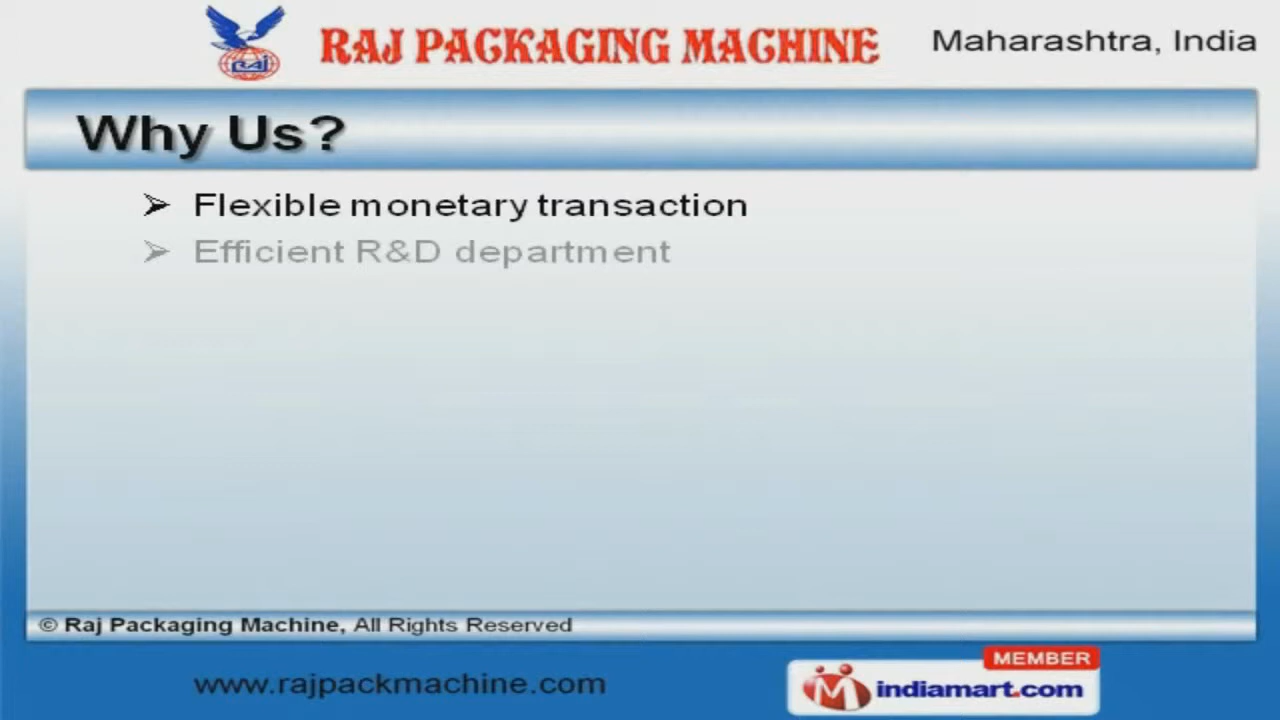 RAJ
RAJ PACKAGING MACHINE
Maharashtra, India
Why Us?
➢ Flexible monetary transaction
➢ Efficient R&D department
© Raj Packaging Machine, All Rights Reserved
www.rajpackmachine.com
MEMBER
indiamart.com